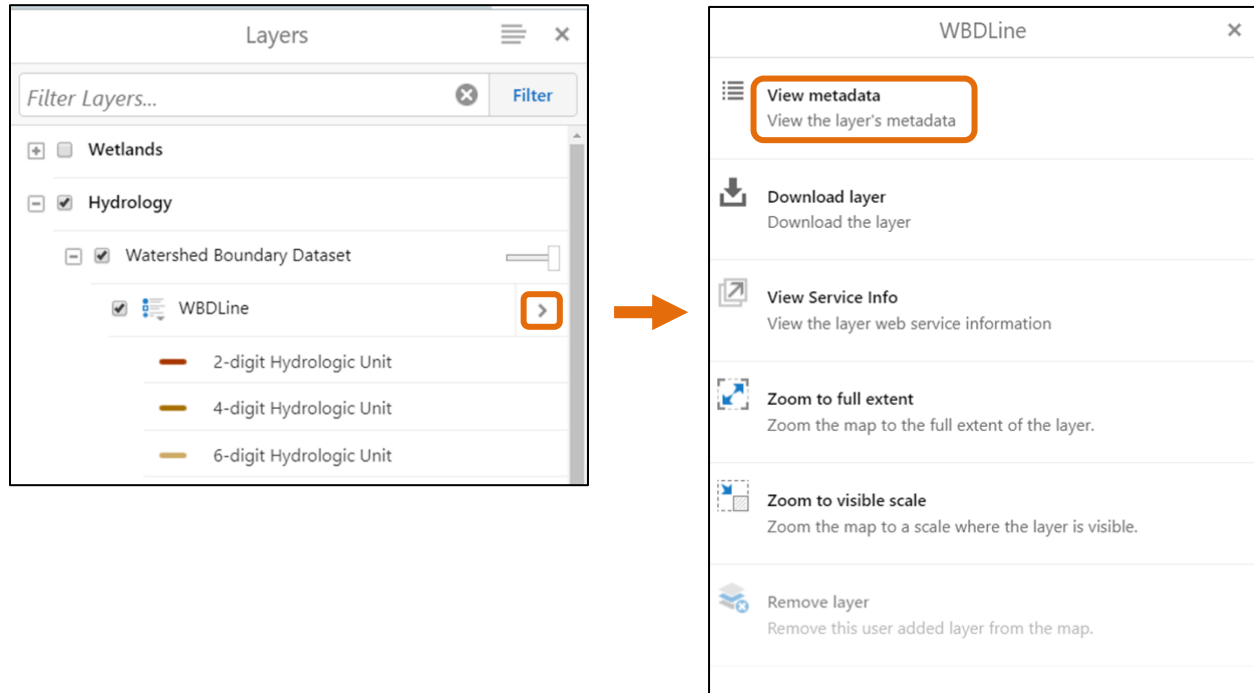 Layers
Filter Layers...
Filter
Wetlands
Hydrology
Watershed Boundary Dataset
WBDLine
2-digit Hydrologic Unit
4-digit Hydrologic Unit
6-digit Hydrologic Unit
WBDLine
View metadata
View the layer's metadata
Download layer
Download the layer
View Service Info
View the layer web service information
Zoom to full extent
Zoom the map to the full extent of the layer.
Zoom to visible scale
Zoom the map to a scale where the layer is visible.
Remove layer
Remove this user added layer from the map.